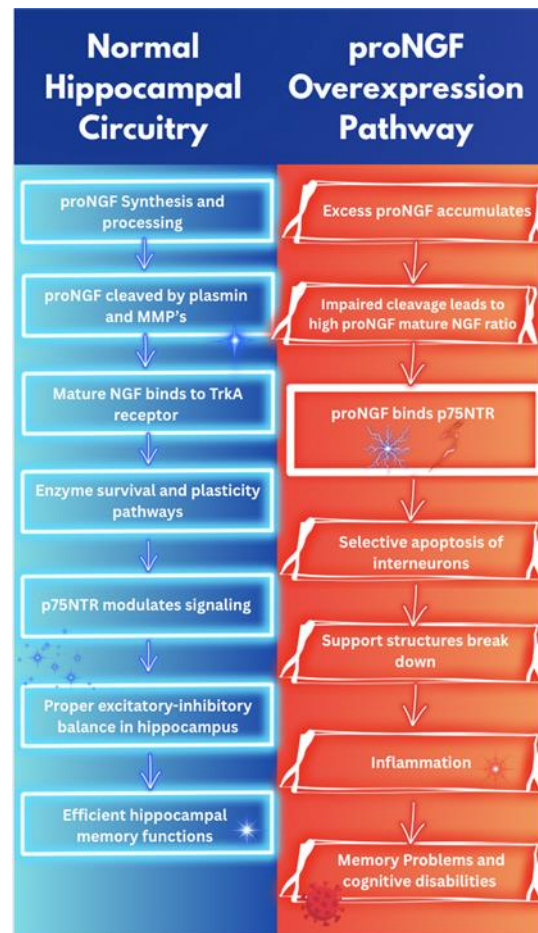 Normal
Hippocampal
Circuitry
proNGF Synthesis and
processing
proNGF cleaved by plasmin
and MMP's
Mature NGF binds to TrkA
receptor
Enzyme survival and plasticity
pathways
p75NTR modulates signaling
Proper excitatory-inhibitory
balance in hippocampus
Efficient hippocampal
memory functions
proNGF
Overexpression
Pathway
Excess proNGF accumulates
Impaired cleavage leads to
high proNGF mature NGF ratio
proNGF binds p75NTR
Selective apoptosis of
interneurons
Support structures break
down
Inflammation
Memory Problems and
cognitive disabilities